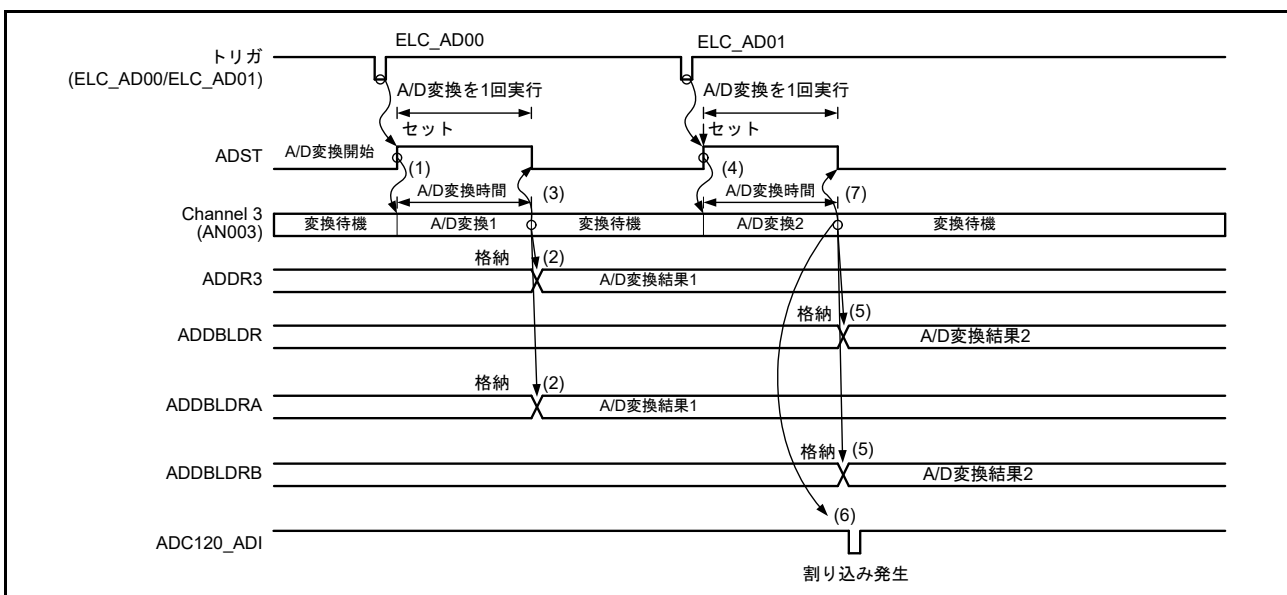 トリガ
(ELC_AD00/ELC_AD01)
ELC_AD00
ELC_AD01
A/D変換を1回実行
A/D変換を1回実行
セット
セット
ADST
A/D変換開始
(1)
(4)
A/D変換時間
(3)
A/D変換時間
(7)
Channel 3
(AN003)
変換待機
A/D変換1
変換待機
A/D変換2
変換待機
格納
(2)
ADDR3
A/D変換結果1
格納
(5)
ADDBLDR
A/D変換結果2
格納
(2)
ADDBLDRA
A/D変換結果1
格納
(5)
ADDBLDRB
A/D変換結果2
(6)
ADC120_ADI
割り込み発生